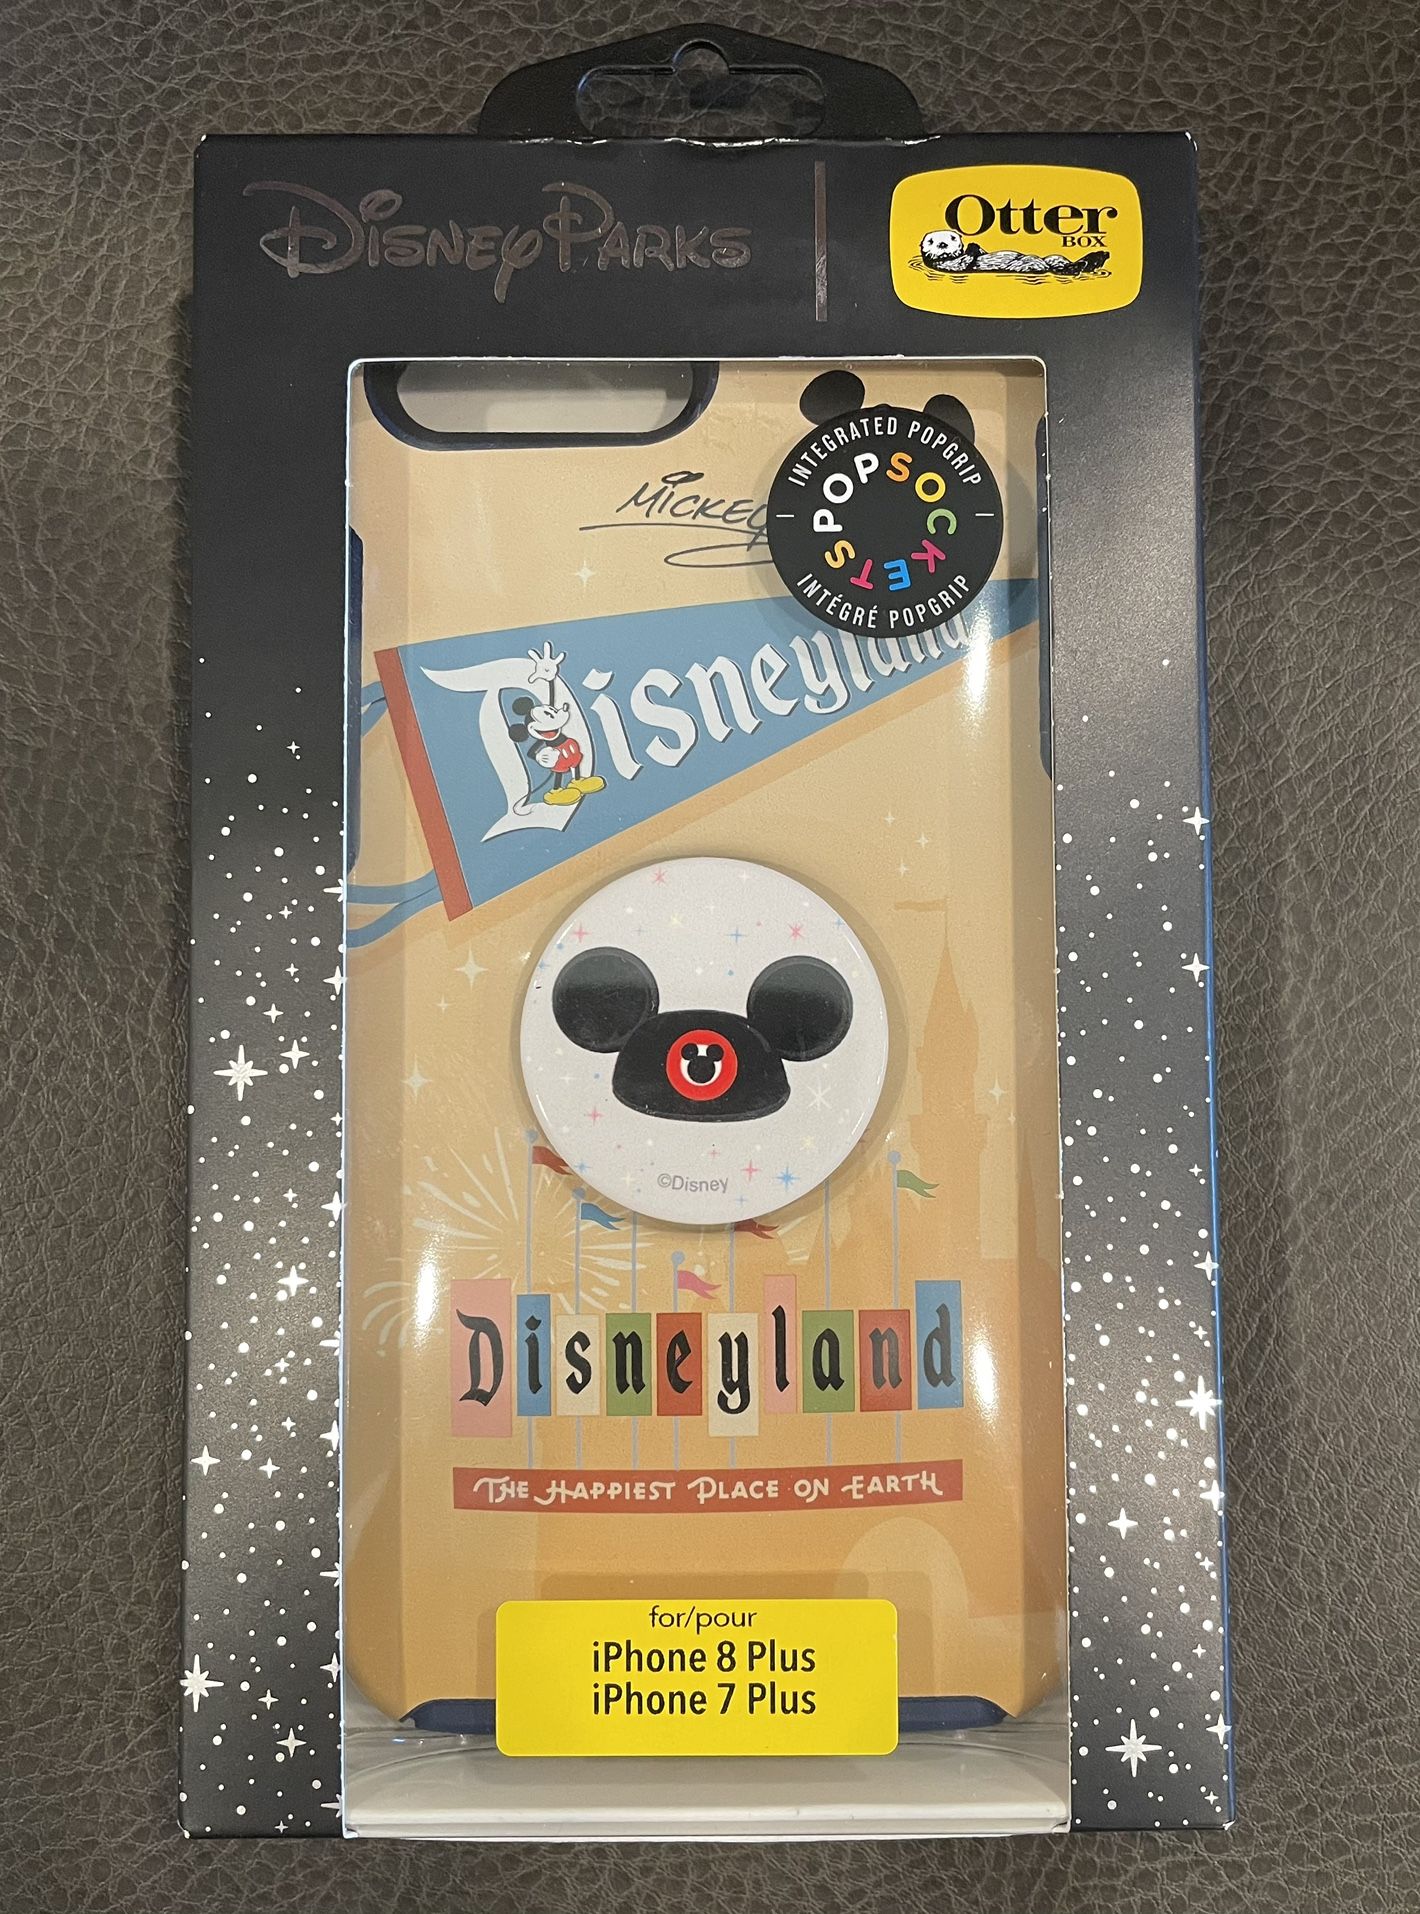 Disney Parks
Otter
BOX
INTEGRATED POPGRIP
POPSOCKETS
INTÉGRÉ POPGRIP
Mickey
Disneyland
©Disney
Disneyland
THE HAPPIEST PLACE ON EARTH
for/pour
iPhone 8 Plus
iPhone 7 Plus